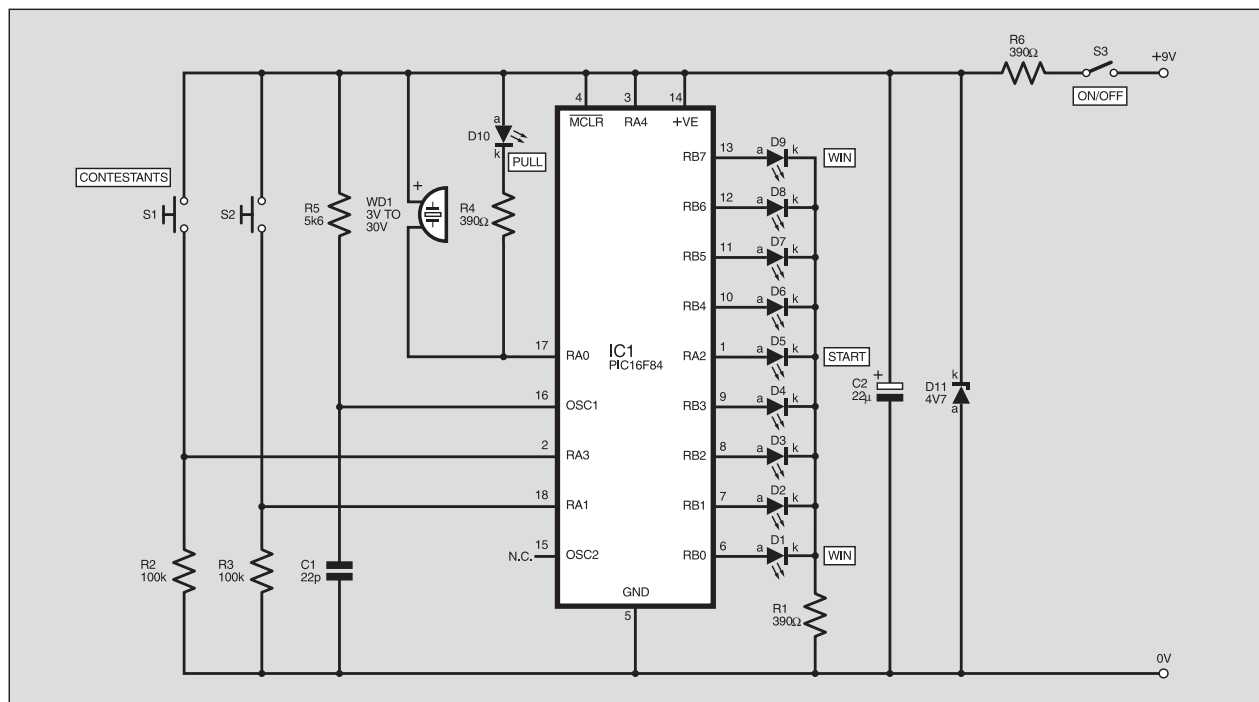 R6
390Ω
S3
+9V
ON/OFF
4
3
14
MCLR
RA4
+VE
a
D10
k
PULL
CONTESTANTS
S1
S2
R5
5k6
WD1
3V TO
30V
+
R4
390Ω
RB7
13
a
D9
k
WIN
RB6
12
a
D8
k
RB5
11
a
D7
k
RB4
10
a
D6
k
17
RA0
IC1
PIC16F84
RA2
1
a
D5
k
START
16
OSC1
RB3
9
a
D4
k
+
C2
22µ
k
D11
4V7
a
2
RA3
RB2
8
a
D3
k
18
RA1
RB1
7
a
D2
k
N.C.
15
OSC2
RB0
6
a
D1
k
WIN
R2
100k
R3
100k
C1
22p
GND
5
R1
390Ω
0V